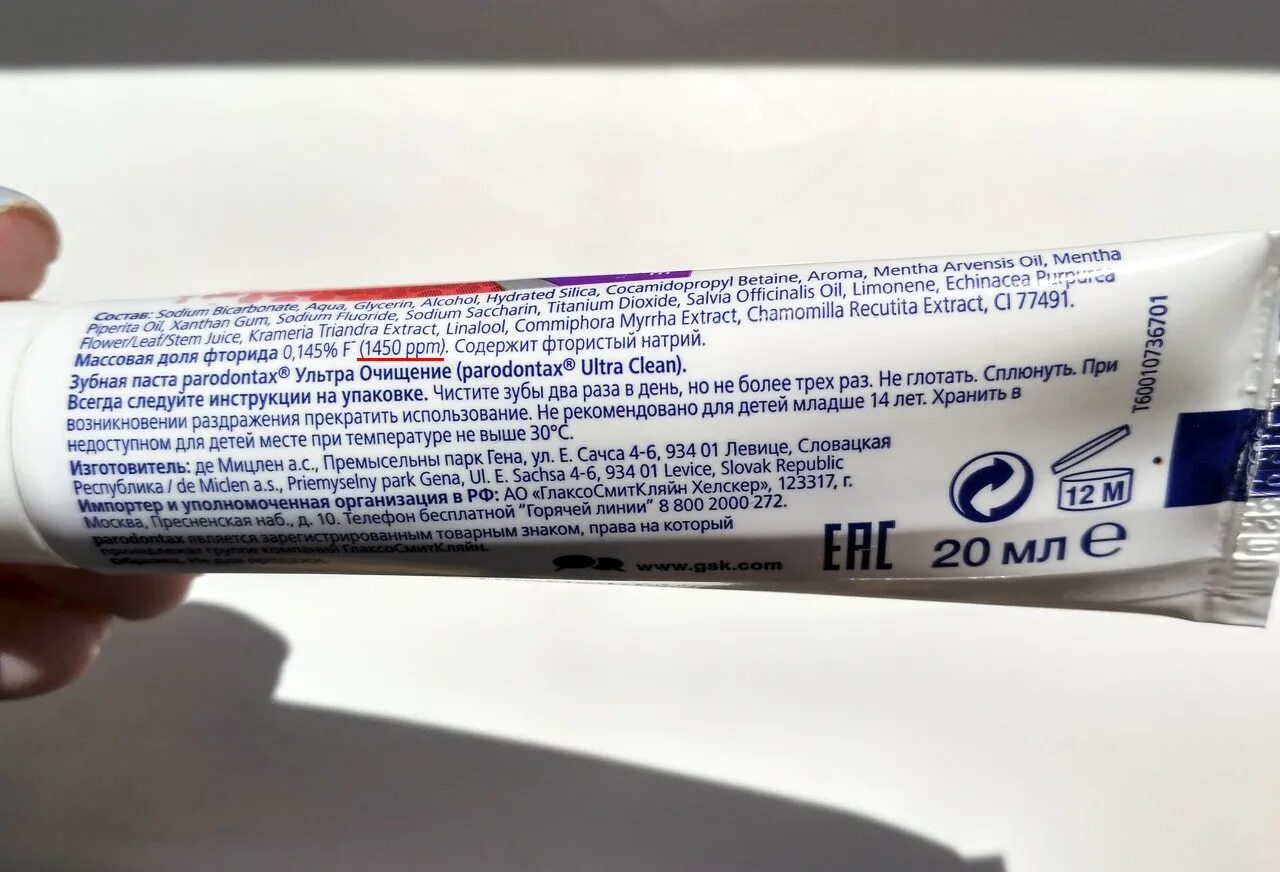 Состав: Sodium Bicarbonate, Aqua, Glycerin, Alcohol, Hydrated Silica, Cocamidopropyl Betaine, Aroma, Mentha Arvensis Oil, Mentha
Piperita Oil, Xanthan Gum, Sodium Fluoride, Sodium Saccharin, Titanium Dioxide, Salvia Officinalis Oil, Limonene, Echinacea Purpurea
Flower/Leaf/Stem Juice, Krameria Triandra Extract, Linalool, Commiphora Myrrha Extract, Chamomilla Recutita Extract, CI 77491.
Массовая доля фторида 0,145% F⁻ (1450 ppm). Содержит фтористый натрий.
Зубная паста parodontax® Ультра Очищение (parodontax® Ultra Clean).
Всегда следуйте инструкции на упаковке. Чистите зубы два раза в день, но не более трех раз. Не глотать. Сплюнуть. При
возникновении раздражения прекратить использование. Не рекомендовано для детей младше 14 лет. Хранить в
недоступном для детей месте при температуре не выше 30°C.
Изготовитель: де Мицлен а.с., Премысельны парк Гена, ул. Е. Сачса 4-6, 934 01 Левице, Словацкая
Республика / de Miclen a.s., Priemyselny park Gena, Ul. E. Sachsa 4-6, 934 01 Levice, Slovak Republic
Импортер и уполномоченная организация в РФ: АО “ГлаксоСмитКляйн Хелскер”, 123317, г.
Москва, Пресненская наб., д. 10. Телефон бесплатной “Горячей линии” 8 800 2000 272.
parodontax является зарегистрированным товарным знаком, права на который
принадлежат группе компаний ГлаксоСмитКляйн.
Образец. Не для продажи.
www.gsk.com
EAC
20 мл e
12 M
T60010736701